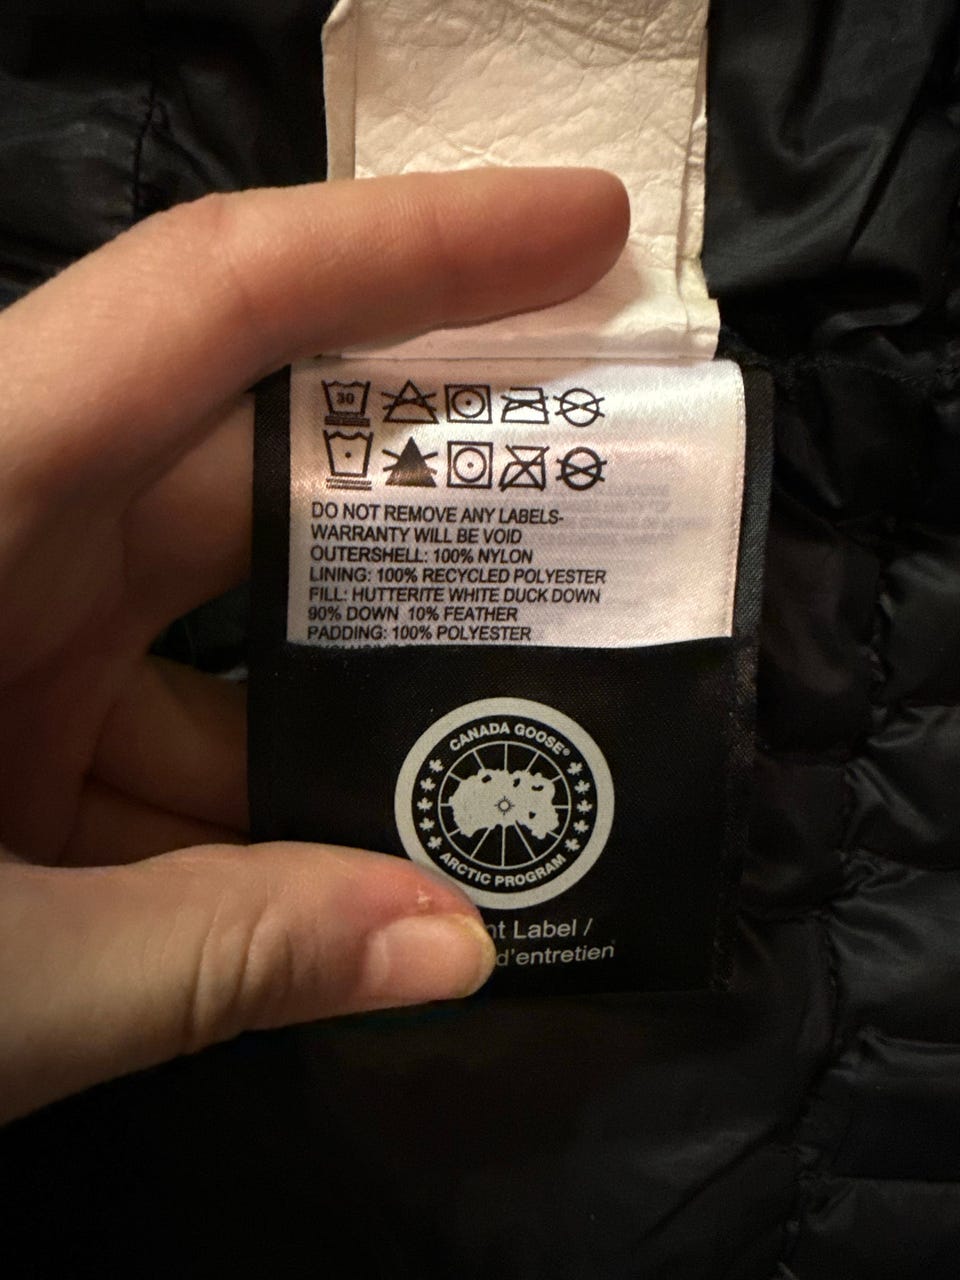 30
DO NOT REMOVE ANY LABELS-
WARRANTY WILL BE VOID
OUTERSHELL: 100% NYLON
LINING: 100% RECYCLED POLYESTER
FILL: HUTTERITE WHITE DUCK DOWN
90% DOWN 10% FEATHER
PADDING: 100% POLYESTER
CANADA GOOSE®
ARCTIC PROGRAM
Label /
d'entretien